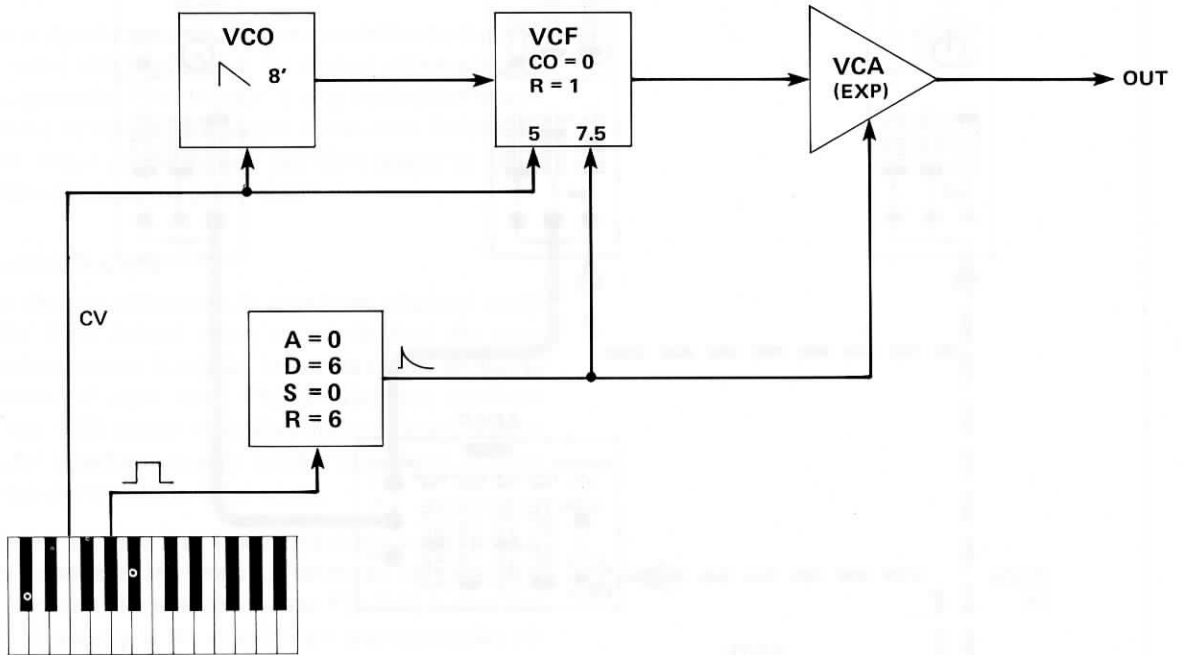 VCO
8'
VCF
CO = 0
R = 1
5 7.5
VCA
(EXP)
OUT
CV
A = 0
D = 6
S = 0
R = 6